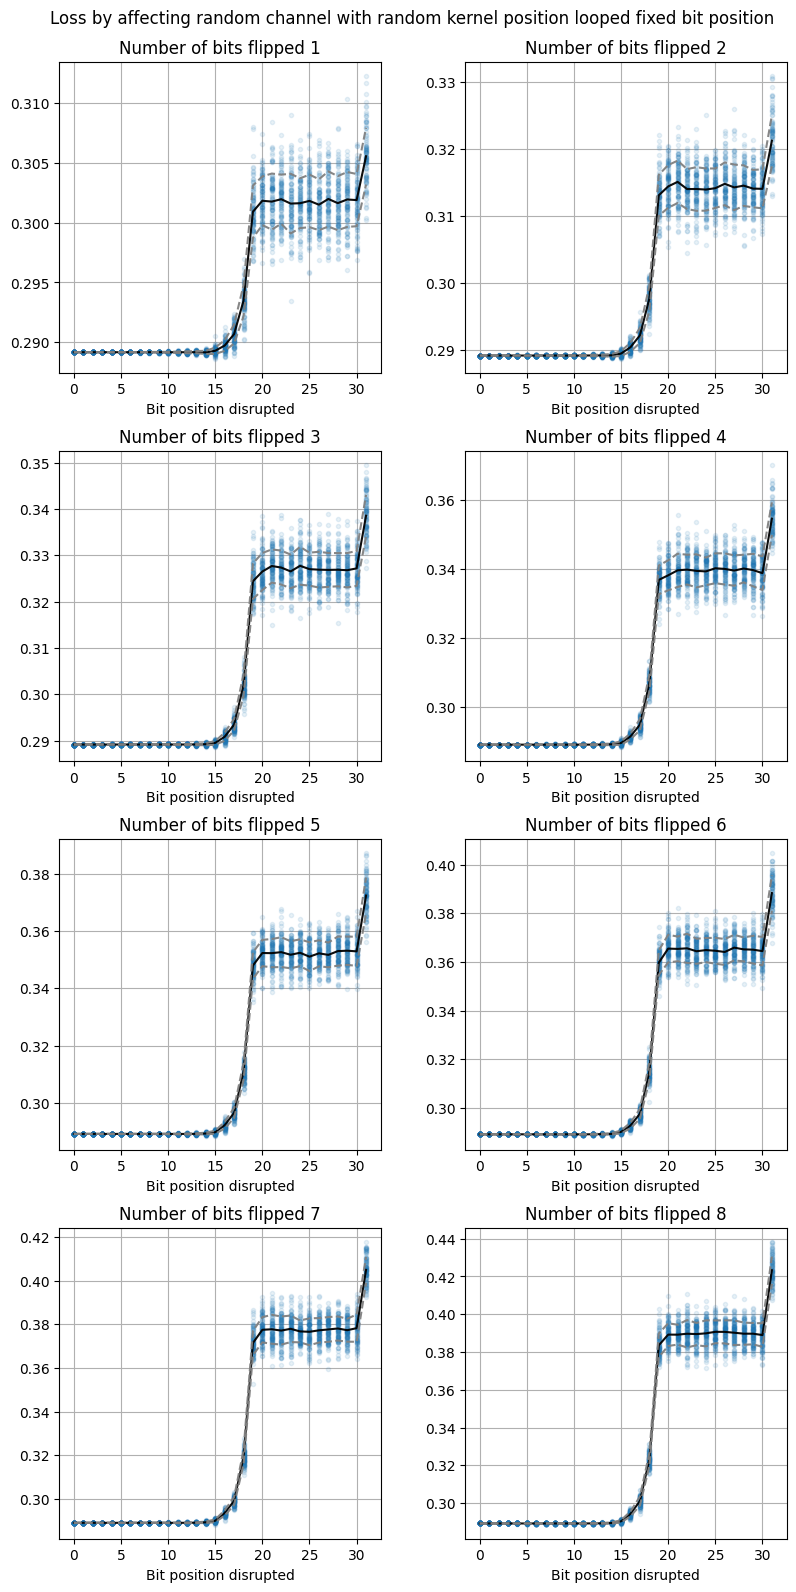 Loss by affecting random channel with random kernel position looped fixed bit position
Number of bits flipped 1
0.310
0.305
0.300
0.295
0.290
0 5 10 15 20 25 30
Bit position disrupted
Number of bits flipped 2
0.33
0.32
0.31
0.30
0.29
0 5 10 15 20 25 30
Bit position disrupted
Number of bits flipped 3
0.35
0.34
0.33
0.32
0.31
0.30
0.29
0 5 10 15 20 25 30
Bit position disrupted
Number of bits flipped 4
0.36
0.34
0.32
0.30
0 5 10 15 20 25 30
Bit position disrupted
Number of bits flipped 5
0.38
0.36
0.34
0.32
0.30
0 5 10 15 20 25 30
Bit position disrupted
Number of bits flipped 6
0.40
0.38
0.36
0.34
0.32
0.30
0 5 10 15 20 25 30
Bit position disrupted
Number of bits flipped 7
0.42
0.40
0.38
0.36
0.34
0.32
0.30
0 5 10 15 20 25 30
Bit position disrupted
Number of bits flipped 8
0.44
0.42
0.40
0.38
0.36
0.34
0.32
0.30
0 5 10 15 20 25 30
Bit position disrupted